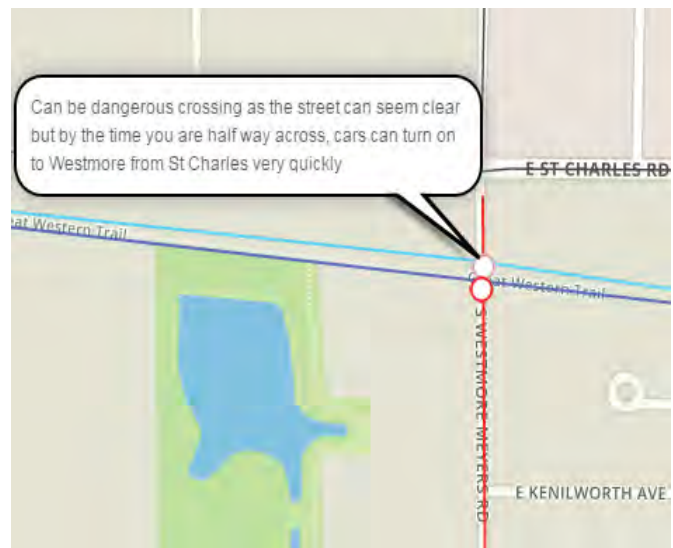 Can be dangerous crossing as the street can seem clear
but by the time you are half way across, cars can turn on
to Westmore from St Charles very quickly
E ST CHARLES RD
eat Western Trail
Great Western Trail
S WESTMORE MEYERS RD
E KENILWORTH AVE